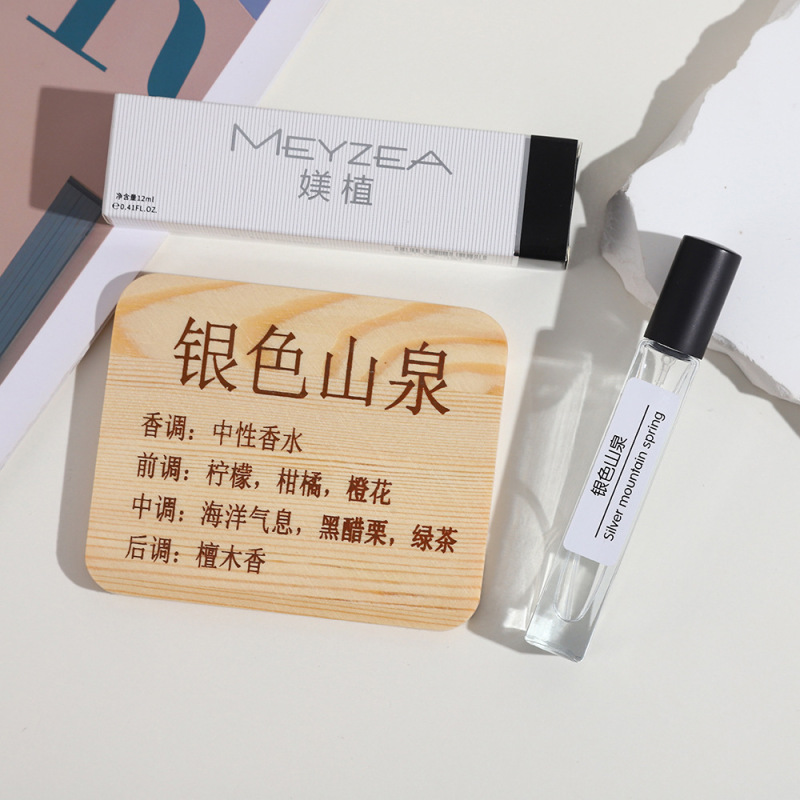 MEYZEA
媄植
净含量12ml
℮0.41FL.OZ.
银色山泉
香调：中性香水
前调：柠檬，柑橘，橙花
中调：海洋气息，黑醋栗，绿茶
后调：檀木香
银色山泉
Silver mountain spring